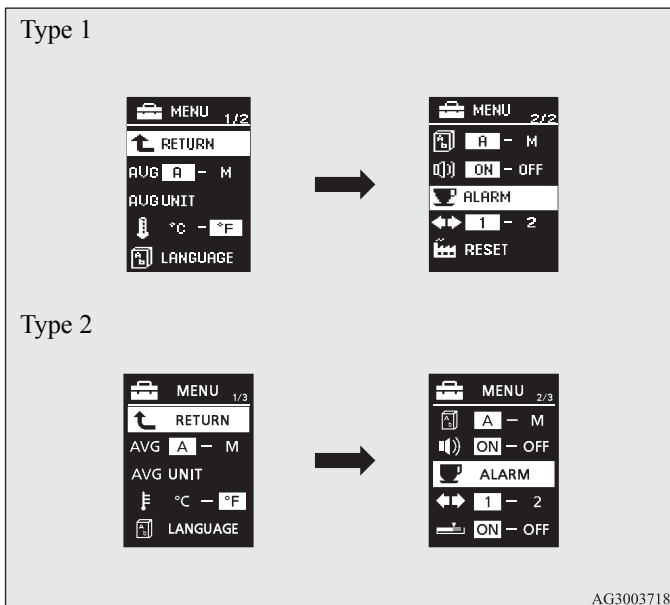 Type 1
MENU 1/2
RETURN
AVG A - M
AVG UNIT
°C - °F
LANGUAGE
MENU 2/2
A - M
ON - OFF
ALARM
1 - 2
RESET
Type 2
MENU 1/3
RETURN
AVG A - M
AVG UNIT
°C - °F
LANGUAGE
MENU 2/3
A - M
ON - OFF
ALARM
1 - 2
ON - OFF
AG3003718